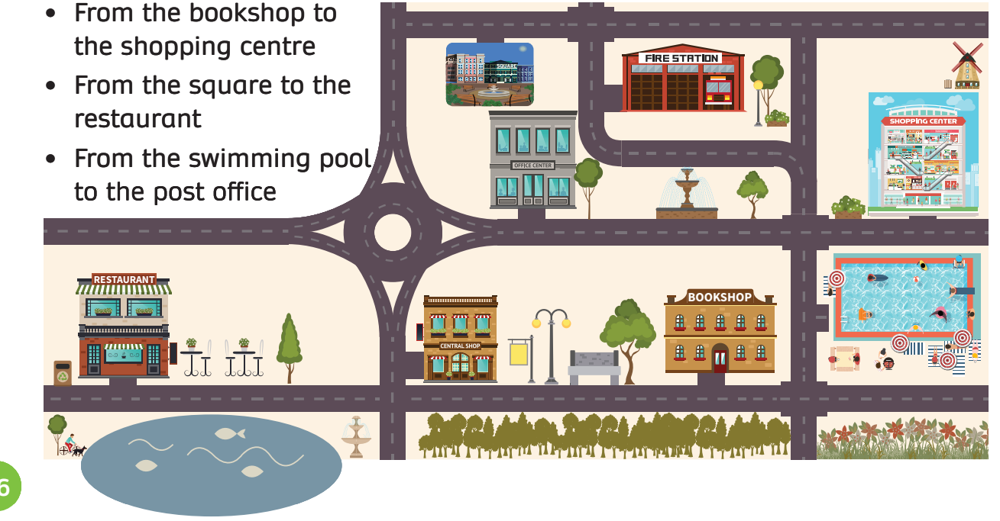 • From the bookshop to
the shopping centre
• From the square to the
restaurant
• From the swimming pool
to the post office
SQUARE
FIRE STATION
OFFICE CENTER
SHOPPING CENTER
RESTAURANT
CENTRAL SHOP
BOOKSHOP
6